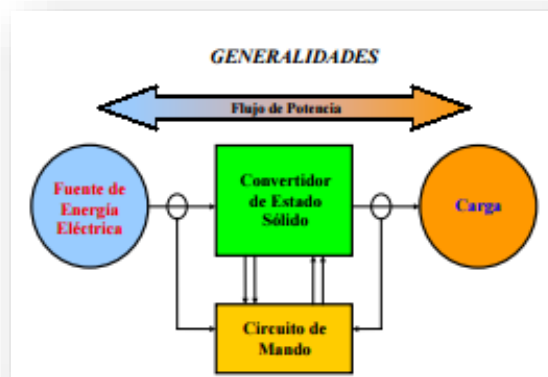 GENERALIDADES
Flujo de Potencia
Fuente de
Energía
Eléctrica
Convertidor
de Estado
Sólido
Carga
Circuito de
Mando